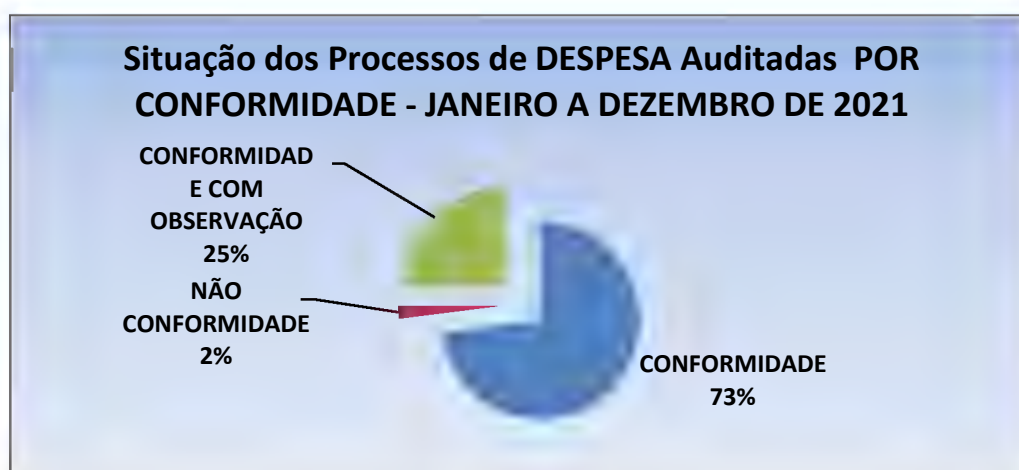 Situação dos Processos de DESPESA Auditadas POR
CONFORMIDADE - JANEIRO A DEZEMBRO DE 2021
CONFORMIDAD
E COM
OBSERVAÇÃO
25%
NÃO
CONFORMIDADE
2%
CONFORMIDADE
73%